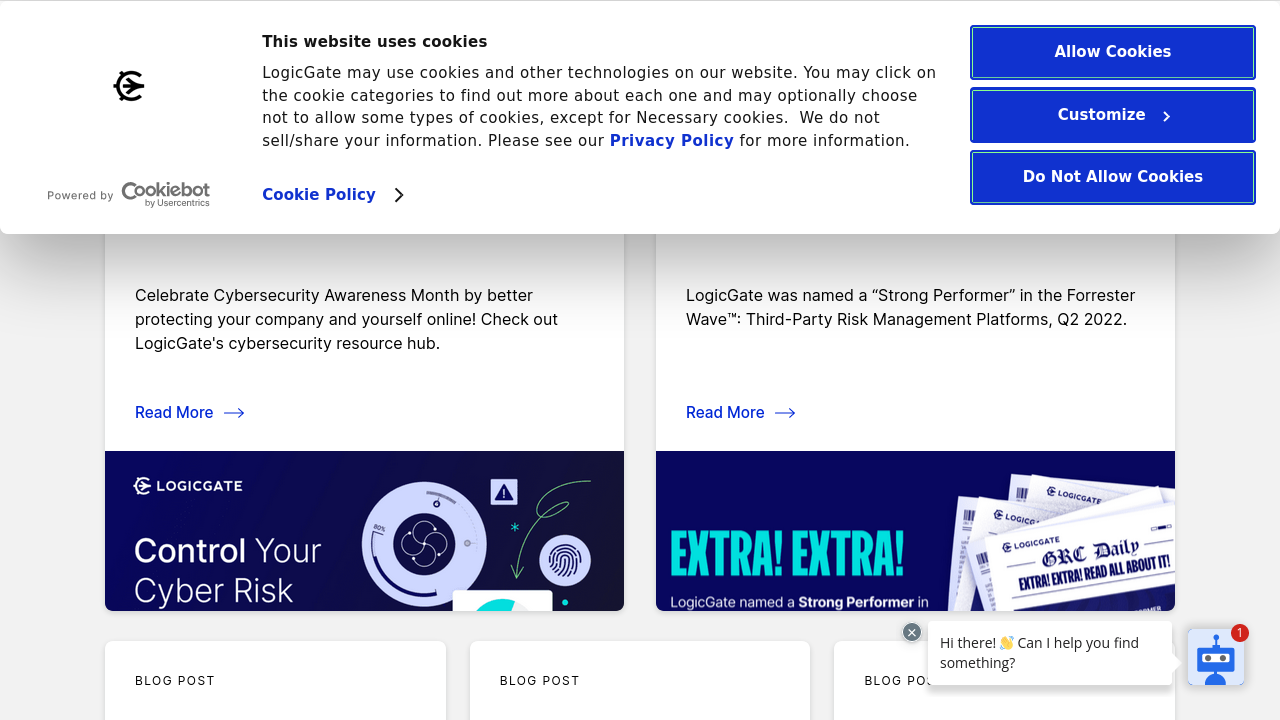 This website uses cookies
LogicGate may use cookies and other technologies on our website. You may click on
the cookie categories to find out more about each one and may optionally choose
not to allow some types of cookies, except for Necessary cookies.  We do not
sell/share your information. Please see our Privacy Policy for more information.
Cookie Policy
Powered by Cookiebot
by Usercentrics
Allow Cookies
Customize
Do Not Allow Cookies
Celebrate Cybersecurity Awareness Month by better
protecting your company and yourself online! Check out
LogicGate's cybersecurity resource hub.
Read More
LOGICGATE
Control Your
Cyber Risk
80%
LogicGate was named a “Strong Performer” in the Forrester
Wave™: Third-Party Risk Management Platforms, Q2 2022.
Read More
EXTRA! EXTRA!
LogicGate named a Strong Performer in
LOGICGATE
LOGICG
LOGICGATE
GRC Daily
EXTRA! EXTRA! READ ALL ABOUT IT!
BLOG POST
BLOG POST
BLOG PO
Hi there! 👋 Can I help you find
something?
1